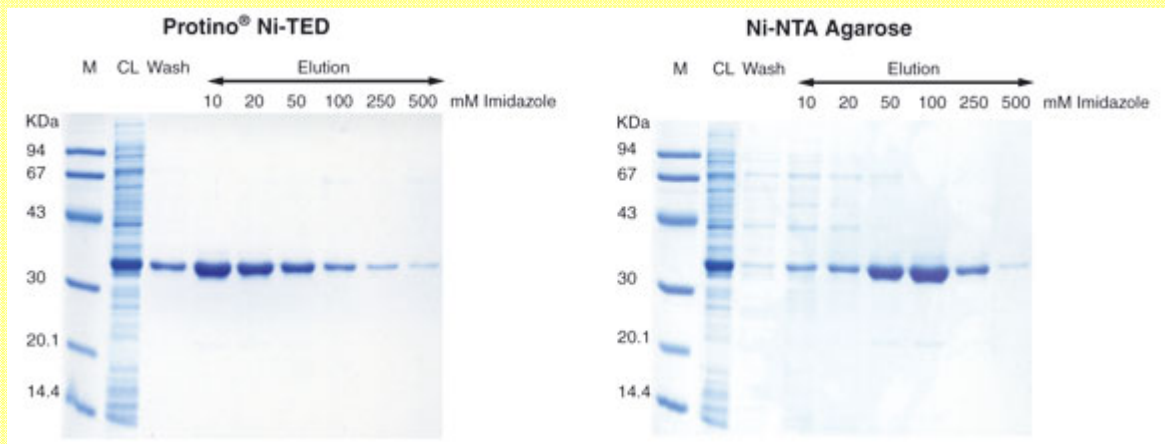 Protino® Ni-TED
M CL Wash Elution
10 20 50 100 250 500 mM Imidazole
KDa
94
67
43
30
20.1
14.4
Ni-NTA Agarose
M CL Wash Elution
10 20 50 100 250 500 mM Imidazole
KDa
94
67
43
30
20.1
14.4